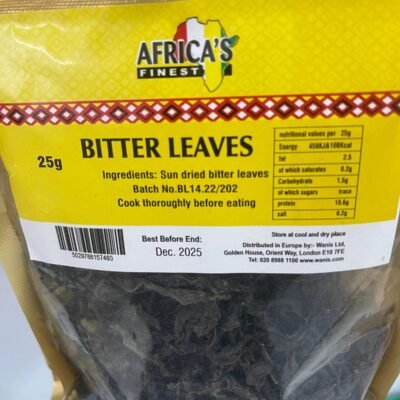 AFRICA'S
FINEST
25g
BITTER LEAVES
Ingredients: Sun dried bitter leaves
Batch No.BL14.22/202
Cook thoroughly before eating
nutritional values per 25g
Energy 458KJ&108Kcal
fat 2.5
of which saturates 0.2g
Carbohydrate 1.5g
of which sugars trace
protein 10.6g
salt 0.2g
5029788157480
Best Before End:
Dec. 2025
Store at cool and dry place
Distributed in Europe by:- Wanis Ltd,
Golden House, Orient Way, London E10 7FE
Tel: 020 8988 1100 www.wanis.com